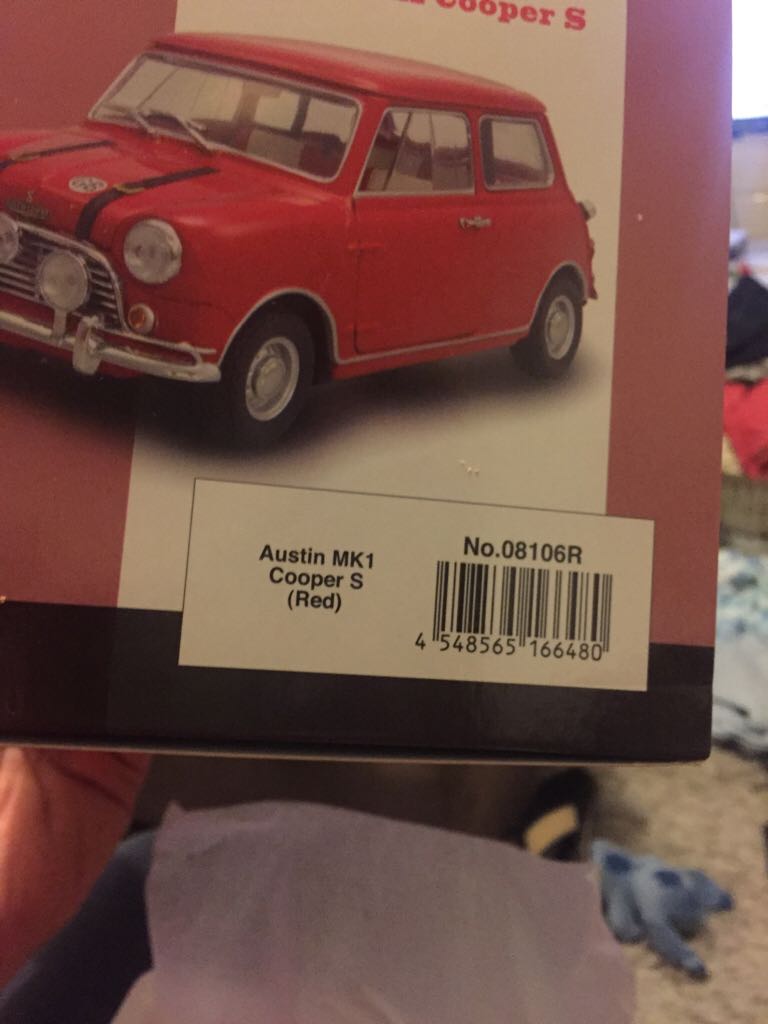 Cooper S
Austin MK1
Cooper S
(Red)
No.08106R
4 548565 166480